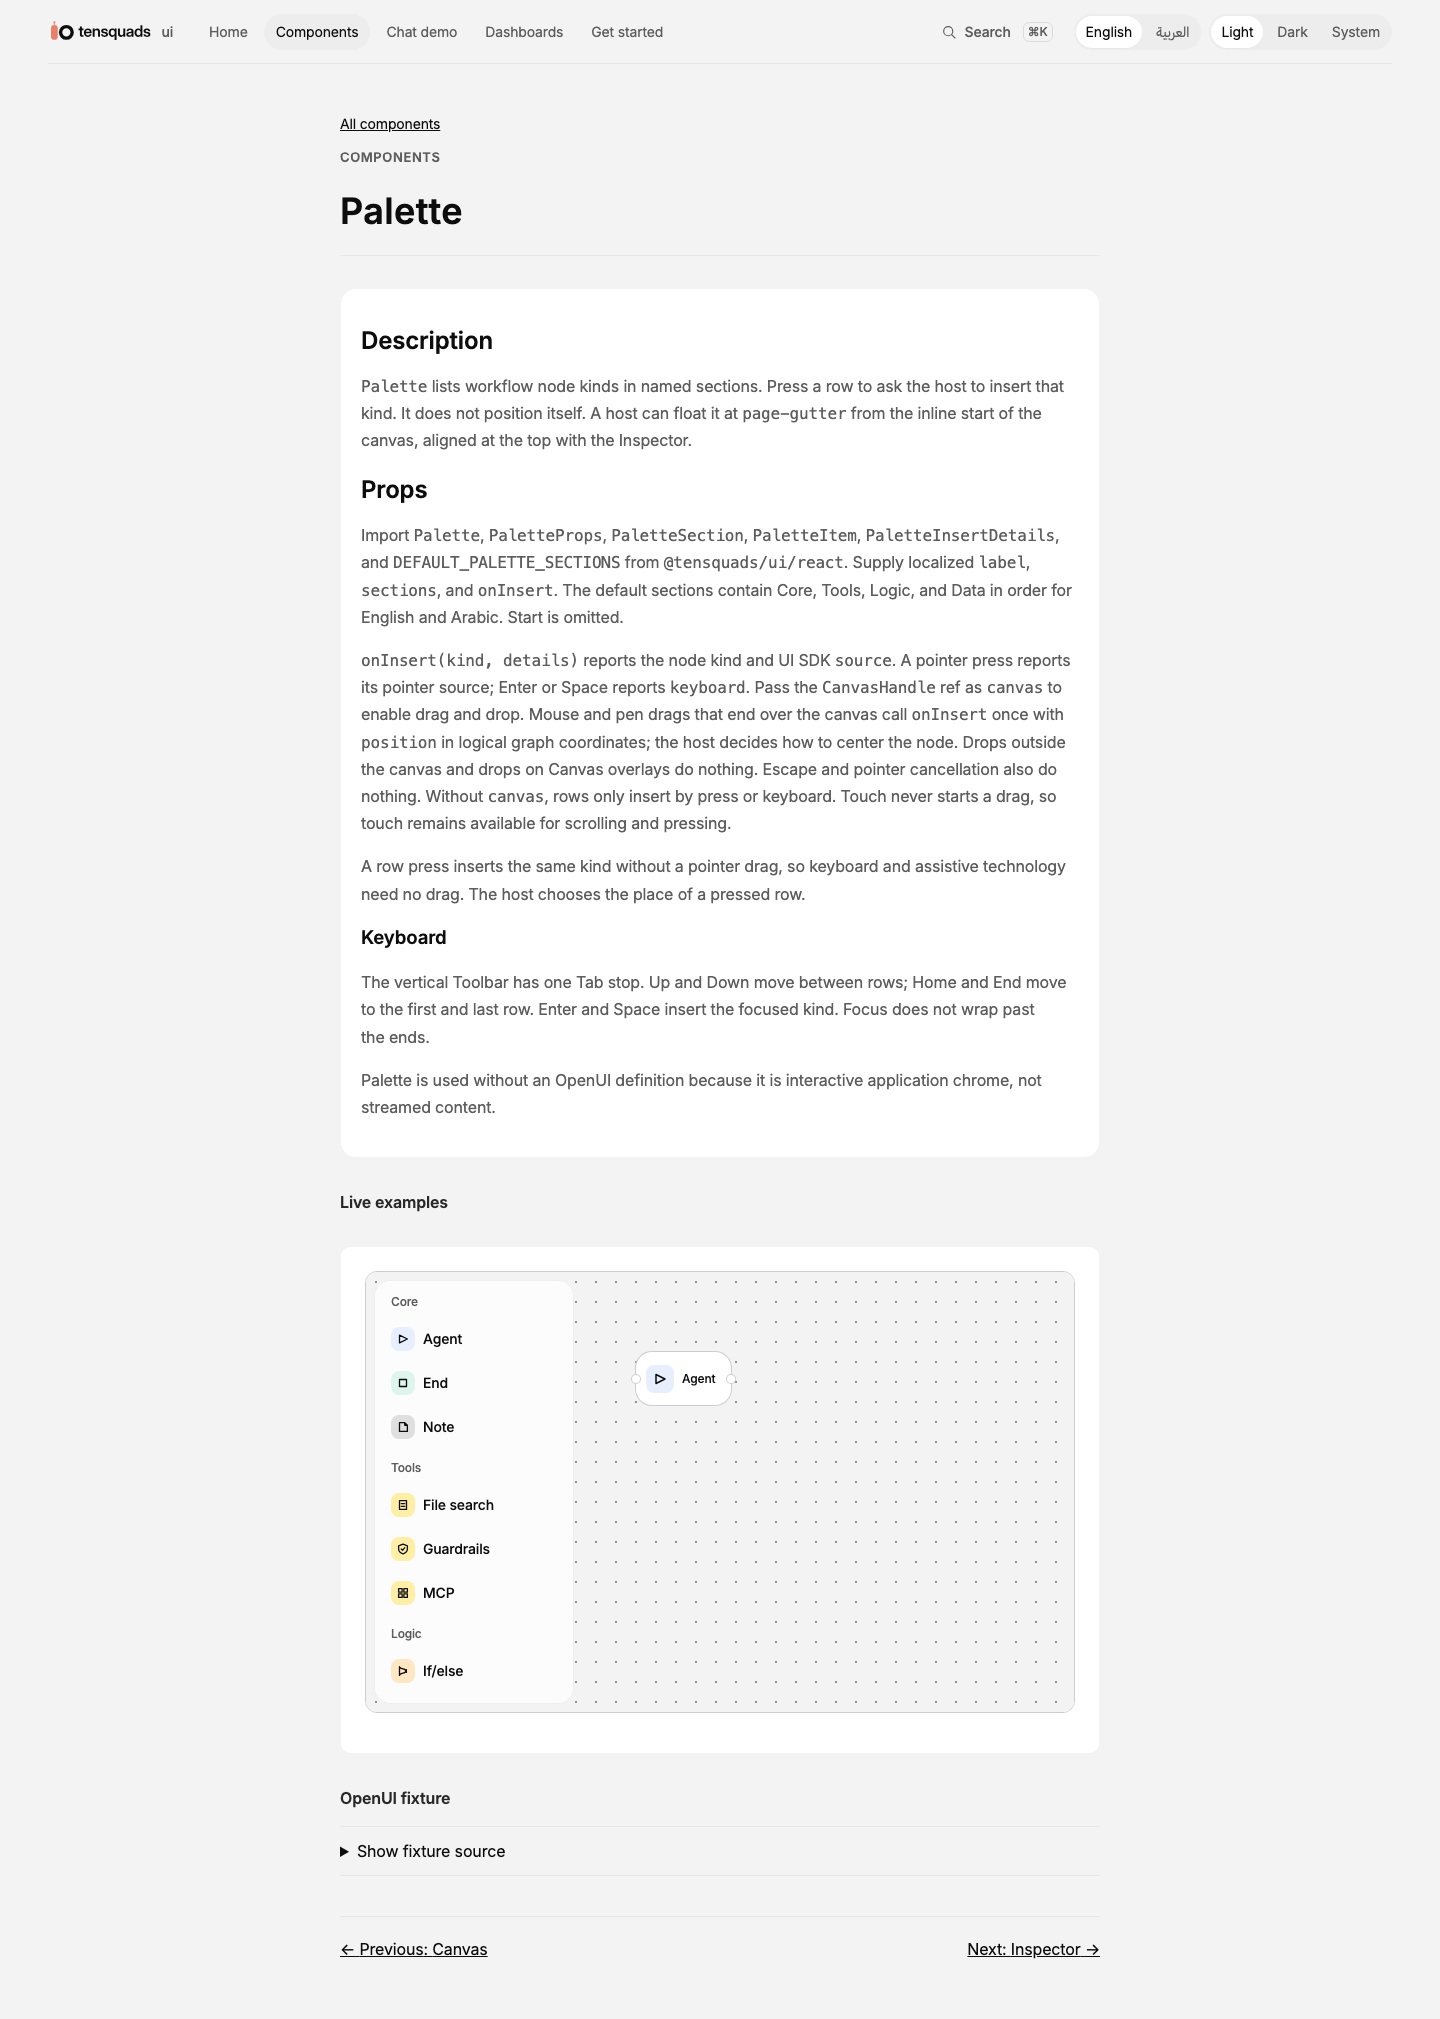 tensquads ui
Home
Components
Chat demo
Dashboards
Get started
Search ⌘K
English
العربية
Light
Dark
System
All components
COMPONENTS
Palette
Description
Palette lists workflow node kinds in named sections. Press a row to ask the host to insert that
kind. It does not position itself. A host can float it at page-gutter from the inline start of the
canvas, aligned at the top with the Inspector.
Props
Import Palette, PaletteProps, PaletteSection, PaletteItem, PaletteInsertDetails,
and DEFAULT_PALETTE_SECTIONS from @tensquads/ui/react. Supply localized label,
sections, and onInsert. The default sections contain Core, Tools, Logic, and Data in order for
English and Arabic. Start is omitted.
onInsert(kind, details) reports the node kind and UI SDK source. A pointer press reports
its pointer source; Enter or Space reports keyboard. Pass the CanvasHandle ref as canvas to
enable drag and drop. Mouse and pen drags that end over the canvas call onInsert once with
position in logical graph coordinates; the host decides how to center the node. Drops outside
the canvas and drops on Canvas overlays do nothing. Escape and pointer cancellation also do
nothing. Without canvas, rows only insert by press or keyboard. Touch never starts a drag, so
touch remains available for scrolling and pressing.
A row press inserts the same kind without a pointer drag, so keyboard and assistive technology
need no drag. The host chooses the place of a pressed row.
Keyboard
The vertical Toolbar has one Tab stop. Up and Down move between rows; Home and End move
to the first and last row. Enter and Space insert the focused kind. Focus does not wrap past
the ends.
Palette is used without an OpenUI definition because it is interactive application chrome, not
streamed content.
Live examples
Core
Agent
End
Note
Tools
File search
Guardrails
MCP
Logic
If/else
Agent
OpenUI fixture
Show fixture source
← Previous: Canvas
Next: Inspector →